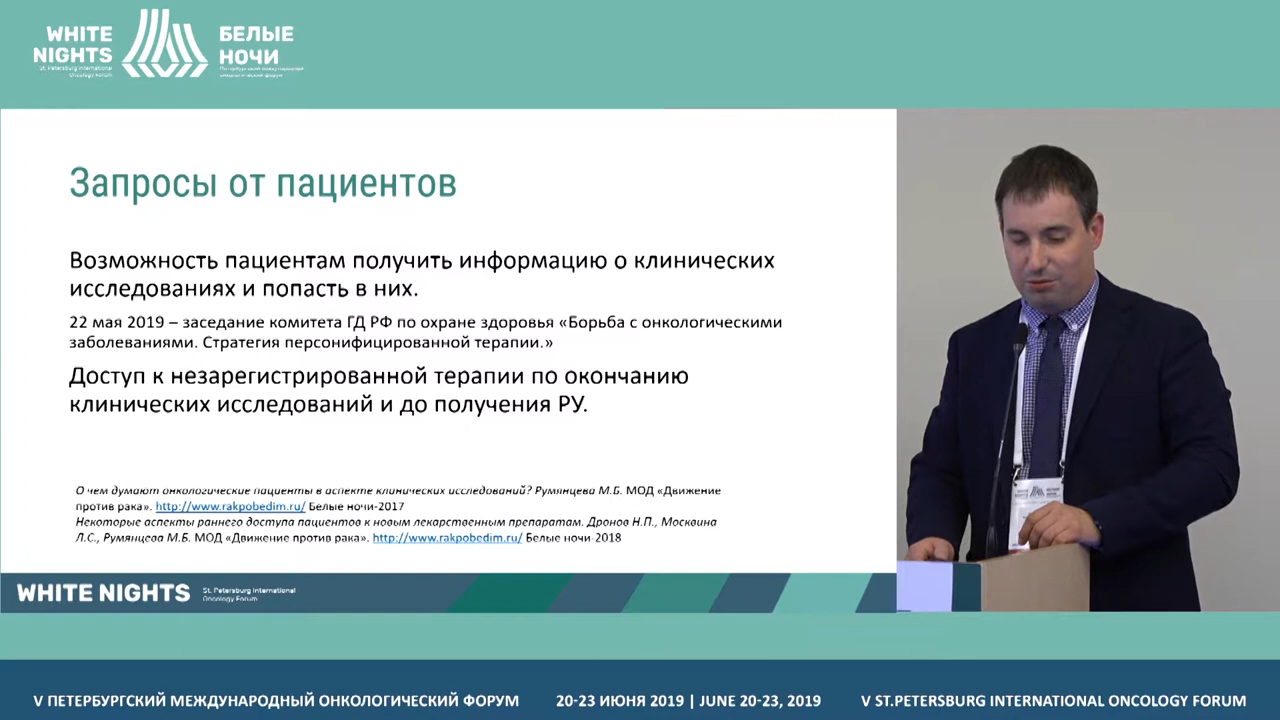 WHITE
NIGHTS
St. Petersburg International
Oncology Forum
БЕЛЫЕ
НОЧИ
Запросы от пациентов
Возможность пациентам получить информацию о клинических
исследованиях и попасть в них.
22 мая 2019 – заседание комитета ГД РФ по охране здоровья «Борьба с онкологическими
заболеваниями. Стратегия персонифицированной терапии.»
Доступ к незарегистрированной терапии по окончанию
клинических исследований и до получения РУ.
О чем думают онкологические пациенты в аспекте клинических исследований? Румянцева М.Б. МОД «Движение
против рака». http://www.rakpobedim.ru/ Белые ночи-2017
Некоторые аспекты раннего доступа пациентов к новым лекарственным препаратам. Дронов Н.П., Москвина
Л.С., Румянцева М.Б. МОД «Движение против рака». http://www.rakpobedim.ru/ Белые ночи-2018
WHITE NIGHTS
St. Petersburg International
Oncology Forum
V ПЕТЕРБУРГСКИЙ МЕЖДУНАРОДНЫЙ ОНКОЛОГИЧЕСКИЙ ФОРУМ 20-23 ИЮНЯ 2019 | JUNE 20-23, 2019 V ST.PETERSBURG INTERNATIONAL ONCOLOGY FORUM